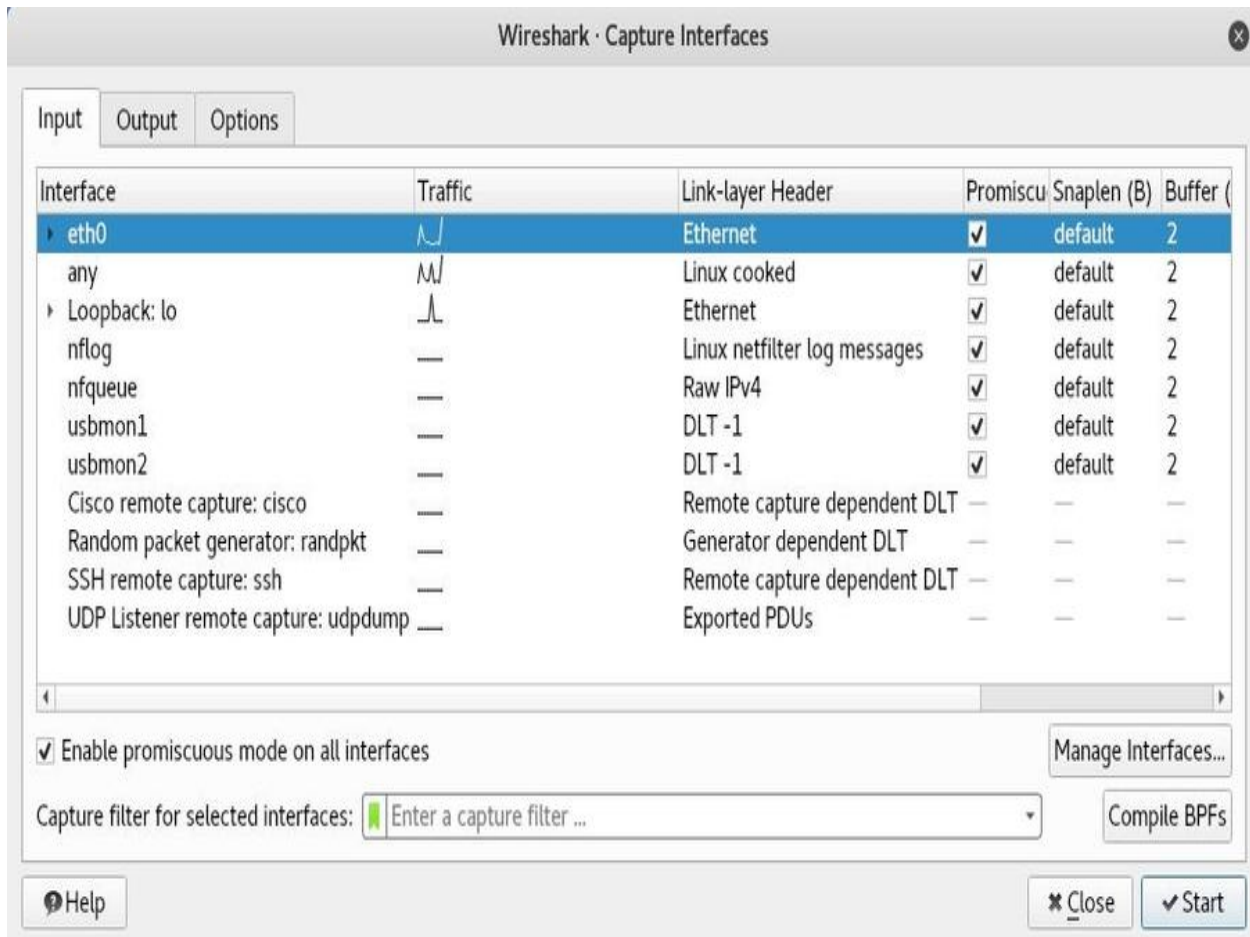 Wireshark · Capture Interfaces
Input Output Options
Interface Traffic Link-layer Header Promiscu Snaplen (B) Buffer (
eth0 Ethernet default 2
any Linux cooked default 2
Loopback: lo Ethernet default 2
nflog Linux netfilter log messages default 2
nfqueue Raw IPv4 default 2
usbmon1 DLT -1 default 2
usbmon2 DLT -1 default 2
Cisco remote capture: cisco Remote capture dependent DLT — — —
Random packet generator: randpkt Generator dependent DLT — — —
SSH remote capture: ssh Remote capture dependent DLT — — —
UDP Listener remote capture: udpdump Exported PDUs — — —
Enable promiscuous mode on all interfaces Manage Interfaces...
Capture filter for selected interfaces: Enter a capture filter ... Compile BPFs
Help Close Start